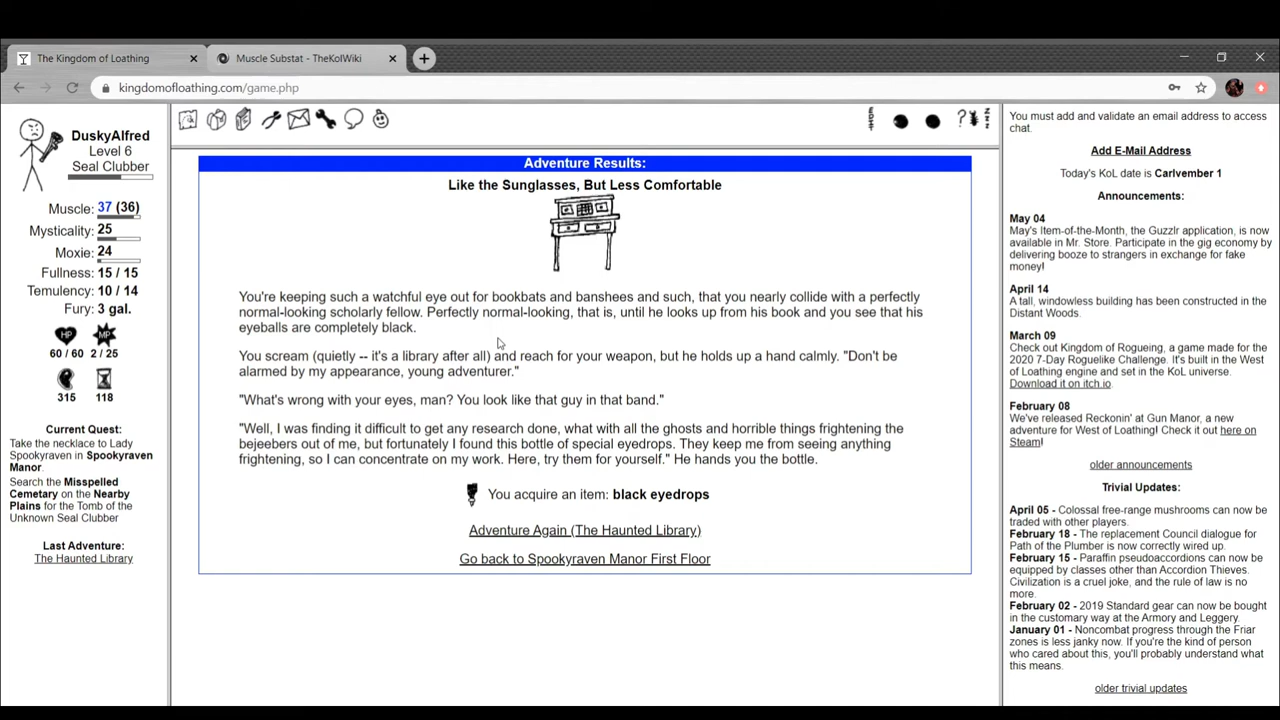 The Kingdom of Loathing
Muscle Substat - TheKolWiki
kingdomofloathing.com/game.php
DuskyAlfred
Level 6
Seal Clubber
Muscle: 37 (36)
Mysticality: 25
Moxie: 24
Fullness: 15 / 15
Temulency: 10 / 14
Fury: 3 gal.
HP MP
60 / 60 2 / 25
315 118
Current Quest:
Take the necklace to Lady
Spookyraven in Spookyraven
Manor.
Search the Misspelled
Cemetary on the Nearby
Plains for the Tomb of the
Unknown Seal Clubber
Last Adventure:
The Haunted Library
Adventure Results:
Like the Sunglasses, But Less Comfortable
You're keeping such a watchful eye out for bookbats and banshees and such, that you nearly collide with a perfectly
normal-looking scholarly fellow. Perfectly normal-looking, that is, until he looks up from his book and you see that his
eyeballs are completely black.
You scream (quietly -- it's a library after all) and reach for your weapon, but he holds up a hand calmly. "Don't be
alarmed by my appearance, young adventurer."
"What's wrong with your eyes, man? You look like that guy in that band."
"Well, I was finding it difficult to get any research done, what with all the ghosts and horrible things frightening the
bejeebers out of me, but fortunately I found this bottle of special eyedrops. They keep me from seeing anything
frightening, so I can concentrate on my work. Here, try them for yourself." He hands you the bottle.
You acquire an item: black eyedrops
Adventure Again (The Haunted Library)
Go back to Spookyraven Manor First Floor
You must add and validate an email address to access
chat.
Add E-Mail Address
Today's KoL date is Carlvember 1
Announcements:
May 04
May's Item-of-the-Month, the Guzzlr application, is now
available in Mr. Store. Participate in the gig economy by
delivering booze to strangers in exchange for fake
money!
April 14
A tall, windowless building has been constructed in the
Distant Woods.
March 09
Check out Kingdom of Rogueing, a game made for the
2020 7-Day Roguelike Challenge. It's built in the West
of Loathing engine and set in the KoL universe.
Download it on itch.io.
February 08
We've released Reckonin' at Gun Manor, a new
adventure for West of Loathing! Check it out here on
Steam!
older announcements
Trivial Updates:
April 05 - Colossal free-range mushrooms can now be
traded with other players.
February 18 - The replacement Council dialogue for
Path of the Plumber is now correctly wired up.
February 15 - Paraffin pseudoaccordions can now be
equipped by classes other than Accordion Thieves.
Civilization is a cruel joke, and the rule of law is no
more.
February 02 - 2019 Standard gear can now be bought
in the customary way at the Armory and Leggery.
January 01 - Noncombat progress through the Friar
zones is less janky now. If you're the kind of person
who cared about this, you'll probably understand what
this means.
older trivial updates